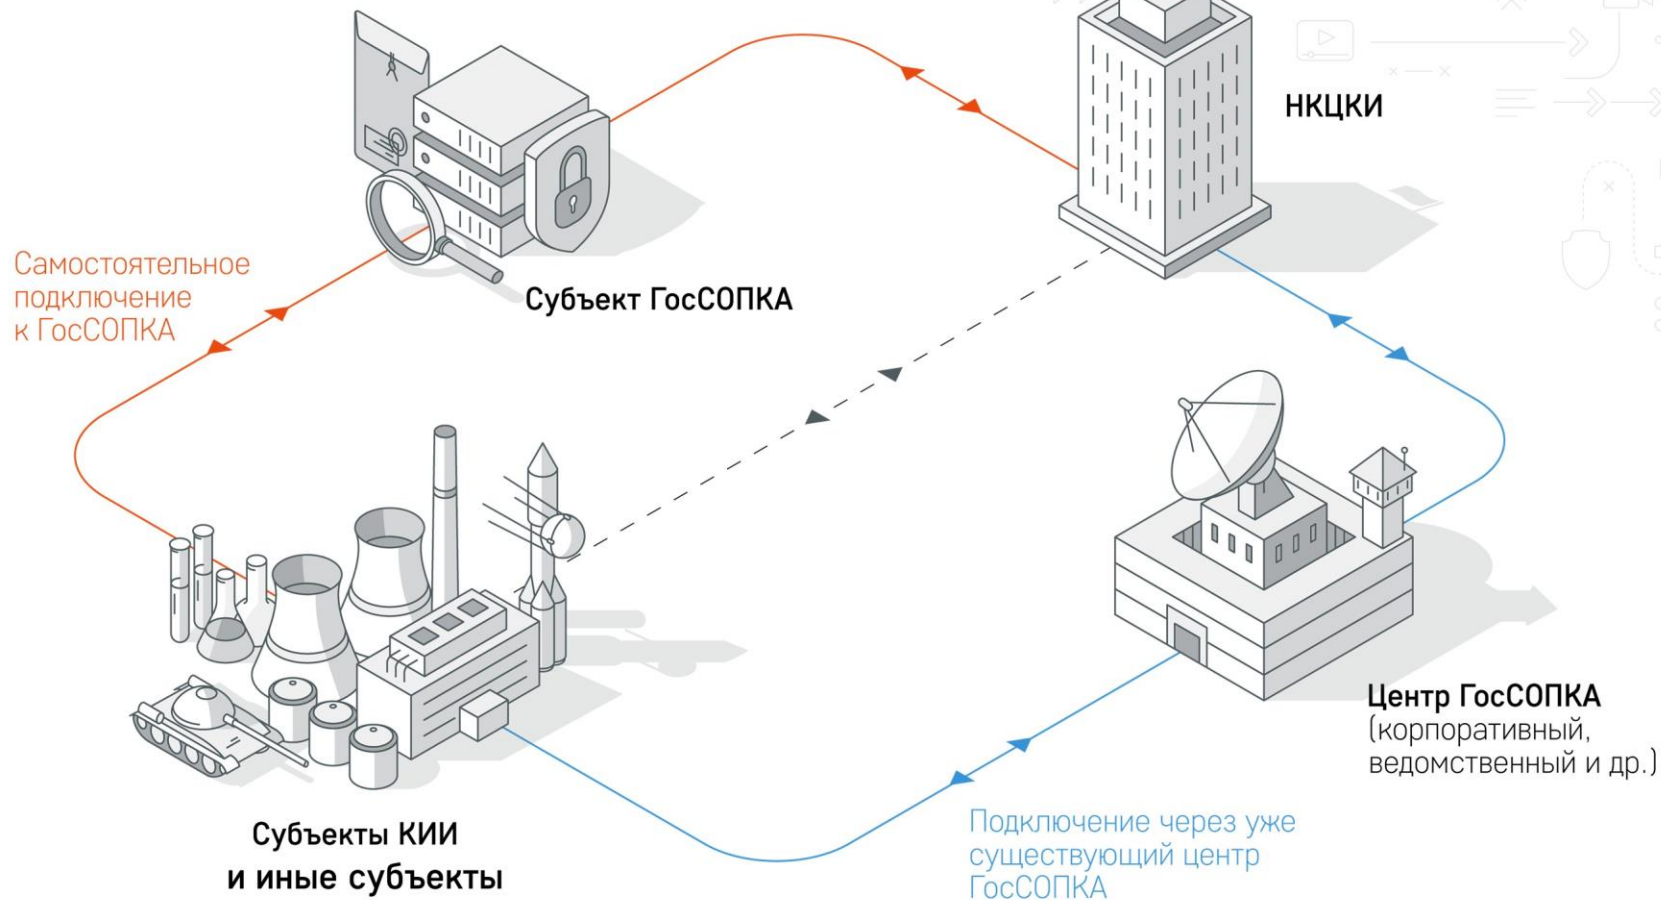 НКЦКИ
Самостоятельное
подключение
к ГосСОПКА
Субъект ГосСОПКА
Центр ГосСОПКА
(корпоративный,
ведомственный и др.)
Субъекты КИИ
и иные субъекты
Подключение через уже
существующий центр
ГосСОПКА